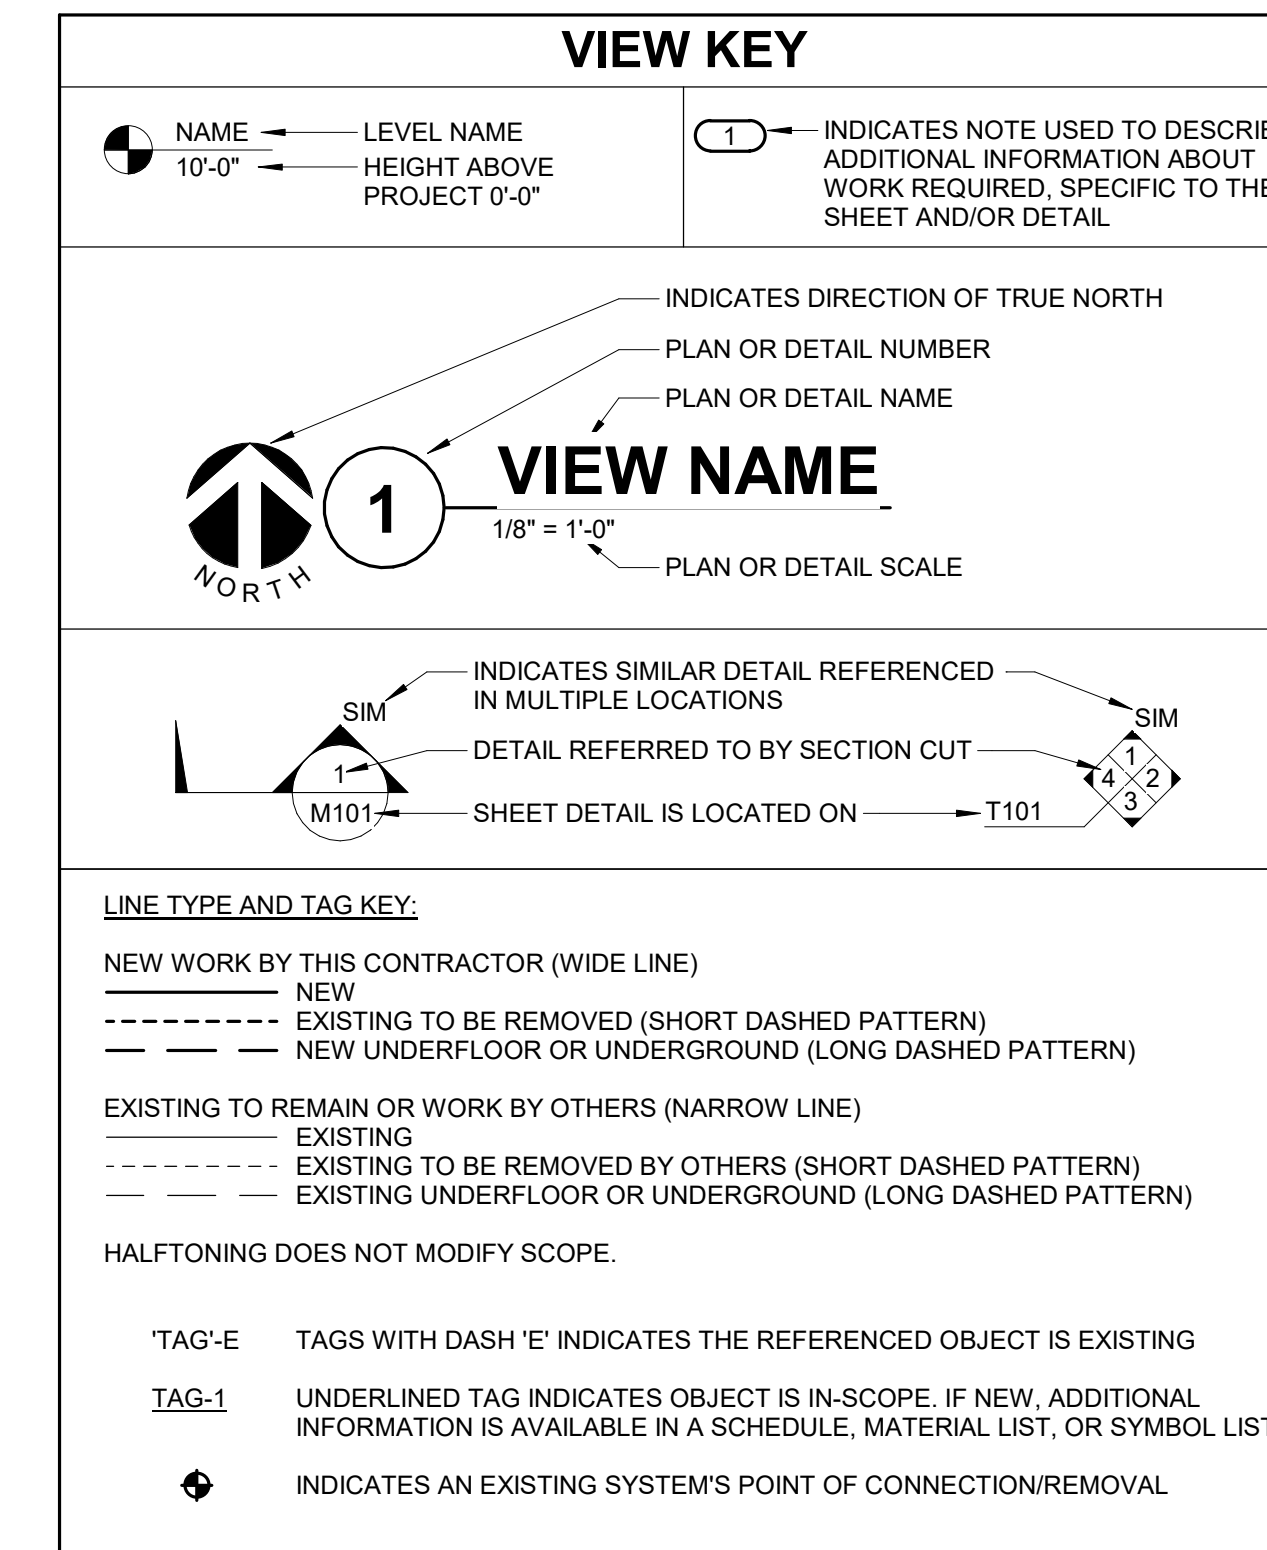 VIEW KEY
NAME
LEVEL NAME
10'-0"
HEIGHT ABOVE
PROJECT 0'-0"
1
INDICATES NOTE USED TO
ADDITIONAL INFORMATION ABOUT
WORK REQUIRED, SPECIFIC TO
SHEET AND/OR DETAIL
INDICATES DIRECTION OF TRUE NORTH
PLAN OR DETAIL NUMBER
PLAN OR DETAIL NAME
NORTH
1
VIEW NAME
1/8" = 1'-0"
PLAN OR DETAIL SCALE
INDICATES SIMILAR DETAIL REFERENCED
IN MULTIPLE LOCATIONS
SIM
SIM
DETAIL REFERRED TO BY SECTION CUT
1
1
4
2
3
M101
SHEET DETAIL IS LOCATED ON
T101
LINE TYPE AND TAG KEY:
NEW WORK BY THIS CONTRACTOR (WIDE LINE)
NEW
EXISTING TO BE REMOVED (SHORT DASHED PATTERN)
NEW UNDERFLOOR OR UNDERGROUND (LONG DASHED PATTERN)
EXISTING TO REMAIN OR WORK BY OTHERS (NARROW LINE)
EXISTING
EXISTING TO BE REMOVED BY OTHERS (SHORT DASHED PATTERN)
EXISTING UNDERFLOOR OR UNDERGROUND (LONG DASHED PATTERN)
HALFTONING DOES NOT MODIFY SCOPE.
'TAG'-E TAGS WITH DASH 'E' INDICATES THE REFERENCED OBJECT IS EXISTING
TAG-1 UNDERLINED TAG INDICATES OBJECT IS IN-SCOPE. IF NEW, ADDITIONAL
INFORMATION IS AVAILABLE IN A SCHEDULE, MATERIAL LIST, OR SYMBOL LIST
INDICATES AN EXISTING SYSTEM'S POINT OF CONNECTION/REMOVAL